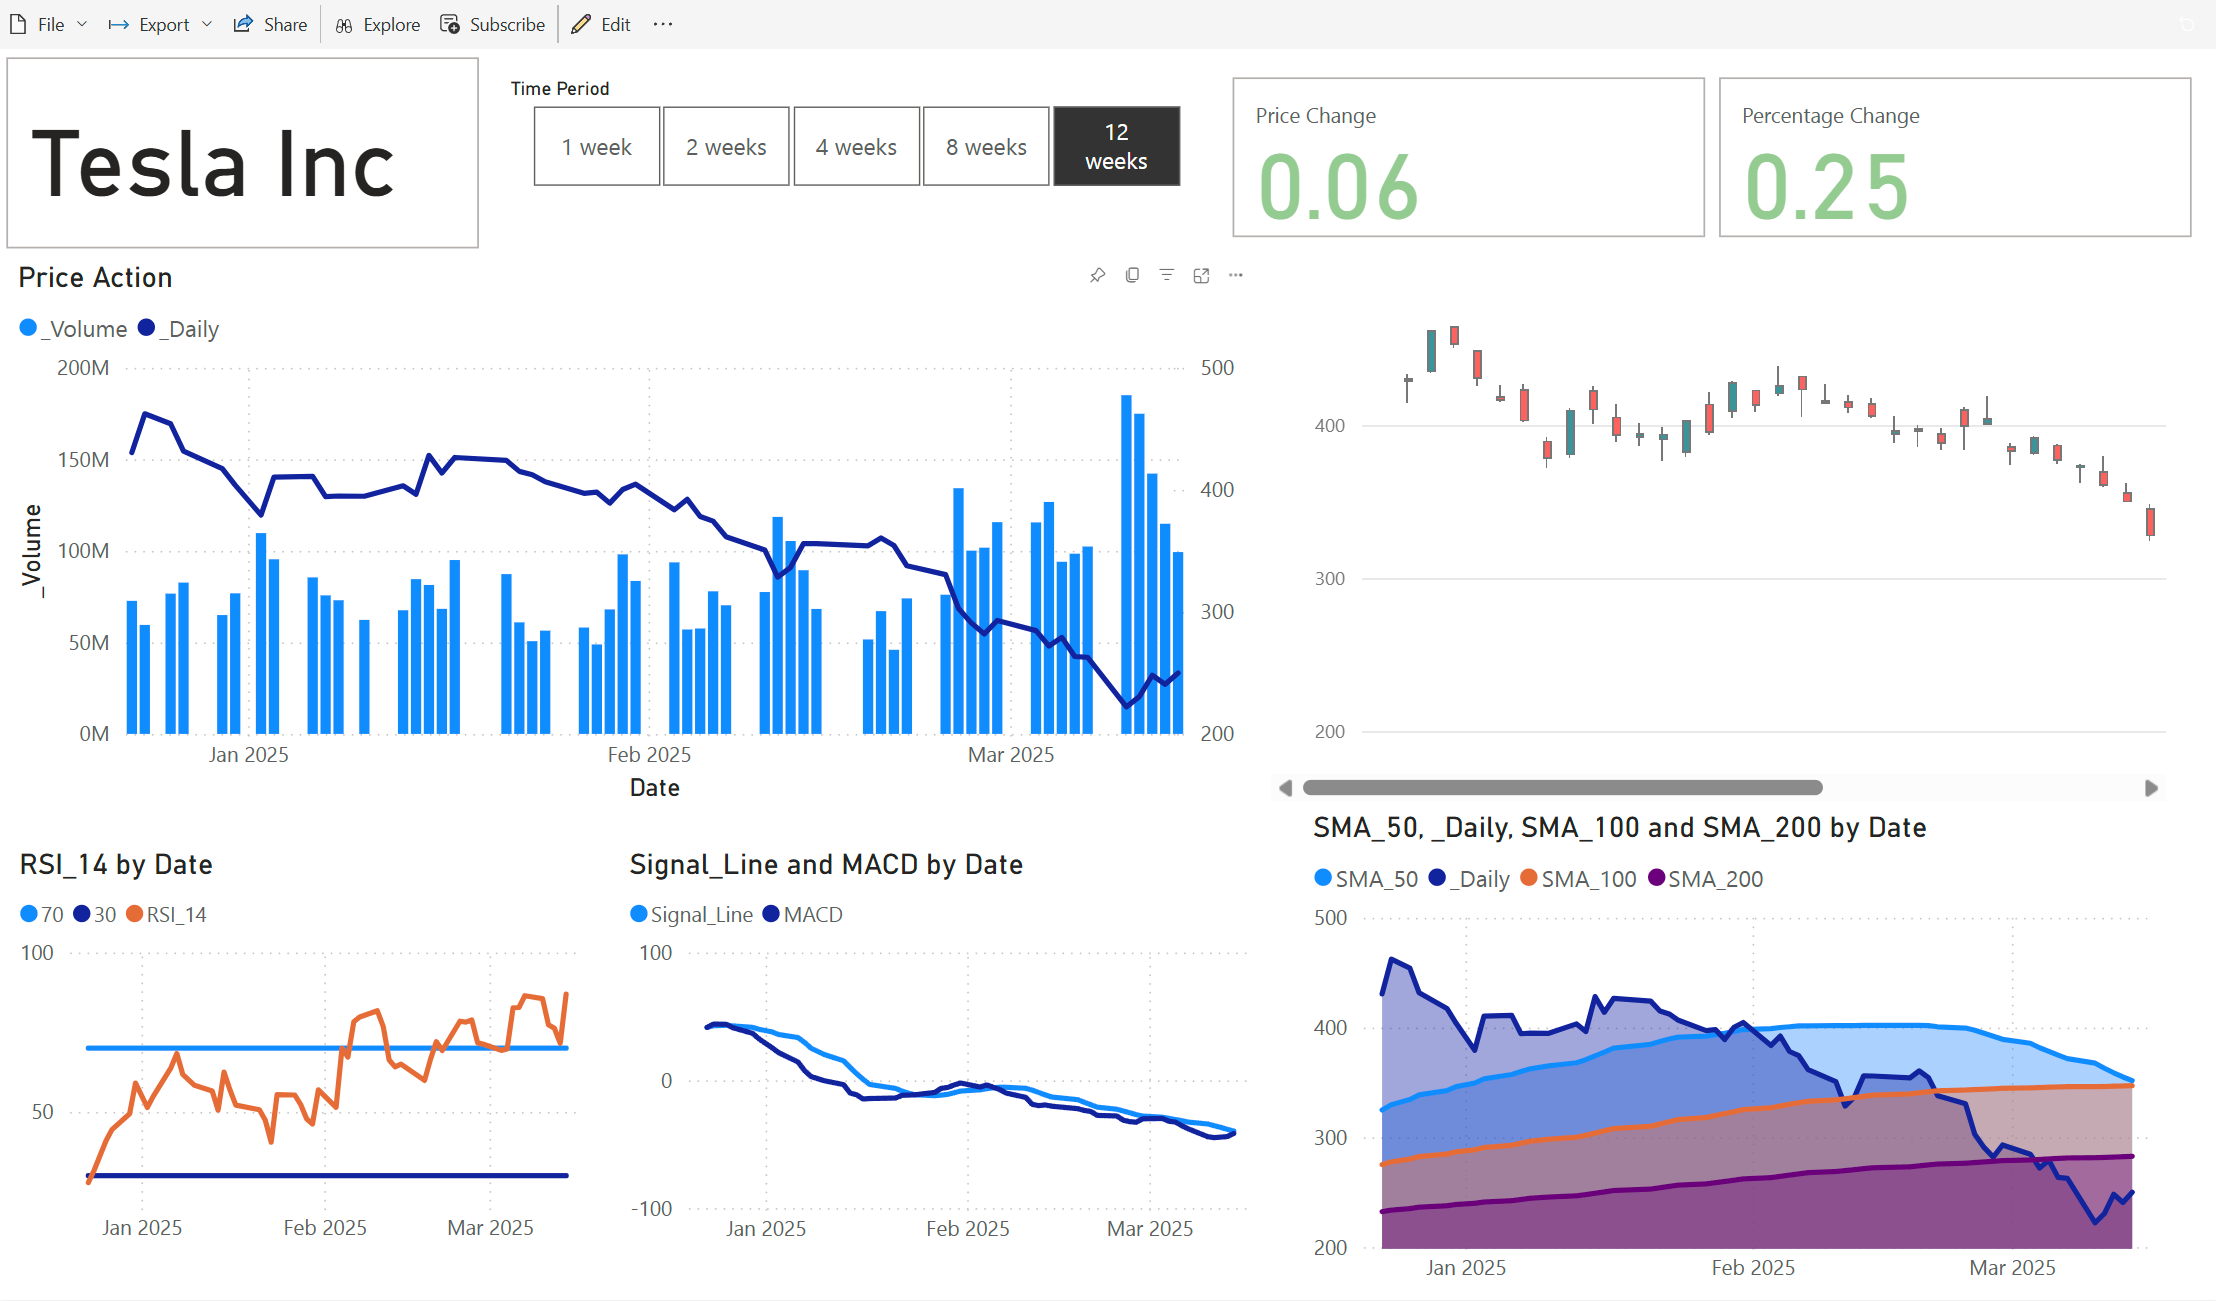 File Export Share Explore Subscribe Edit ...
Tesla Inc
Time Period
1 week 2 weeks 4 weeks 8 weeks 12 weeks
Price Change
0.06
Percentage Change
0.25
Price Action
_Volume _Daily
200M
150M
100M
50M
0M
_Volume
500
400
300
200
Jan 2025 Feb 2025 Mar 2025
Date
400
300
200
RSI_14 by Date
70 30 RSI_14
100
50
Jan 2025 Feb 2025 Mar 2025
Signal_Line and MACD by Date
Signal_Line MACD
100
0
-100
Jan 2025 Feb 2025 Mar 2025
SMA_50, _Daily, SMA_100 and SMA_200 by Date
SMA_50 _Daily SMA_100 SMA_200
500
400
300
200
Jan 2025 Feb 2025 Mar 2025